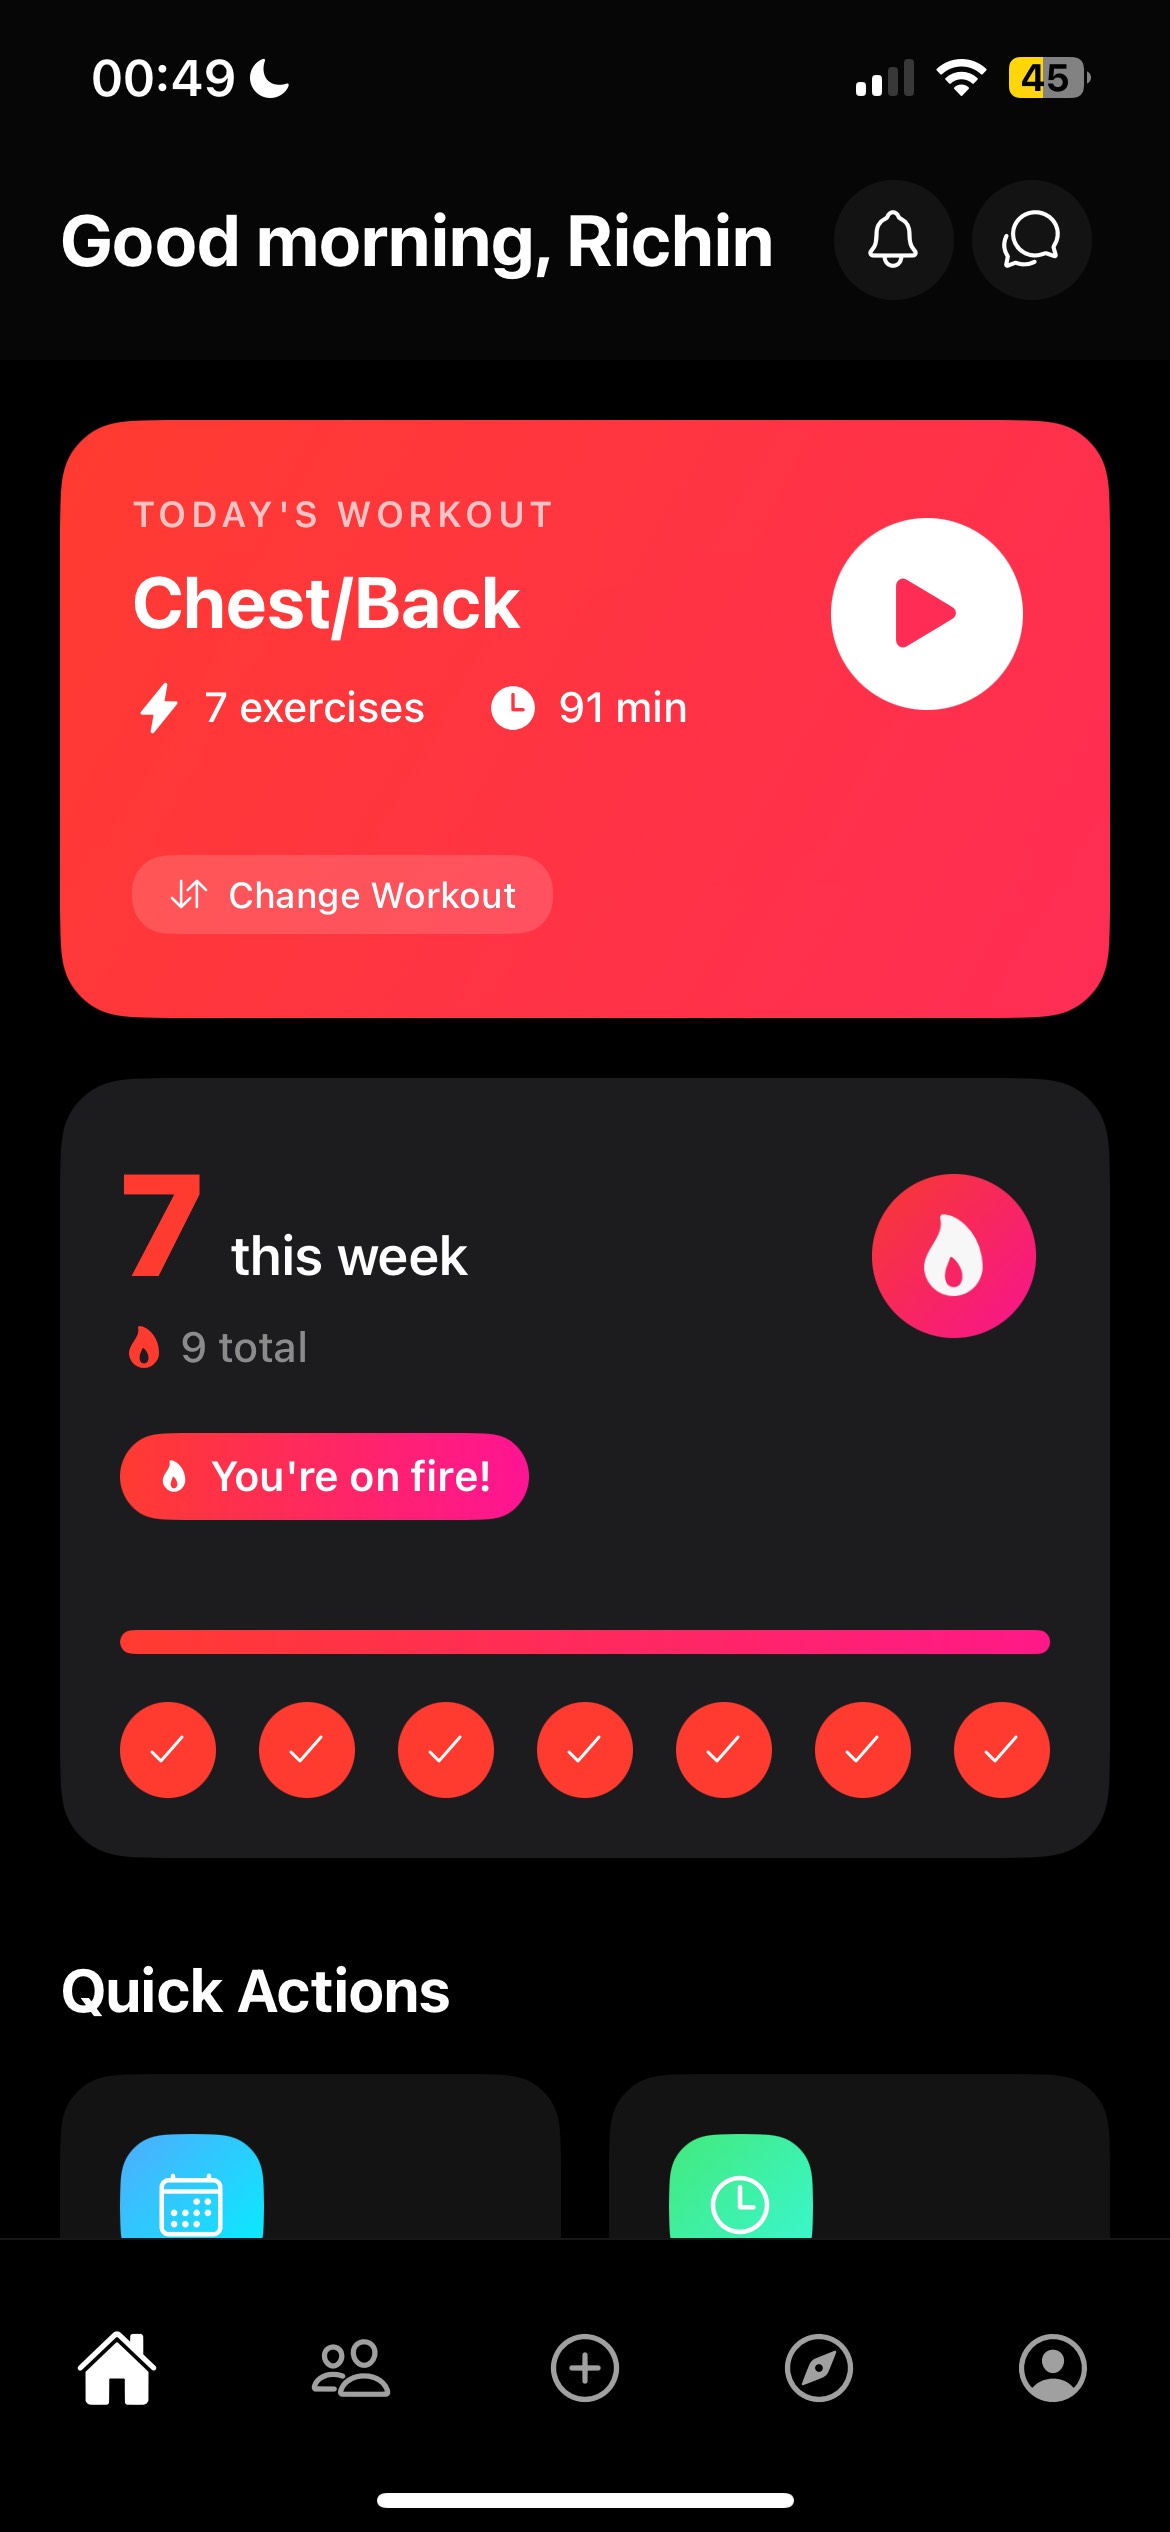 00:49
45
Good morning, Richin
TODAY'S WORKOUT
Chest/Back
7 exercises
91 min
Change Workout
7 this week
9 total
You're on fire!
Quick Actions